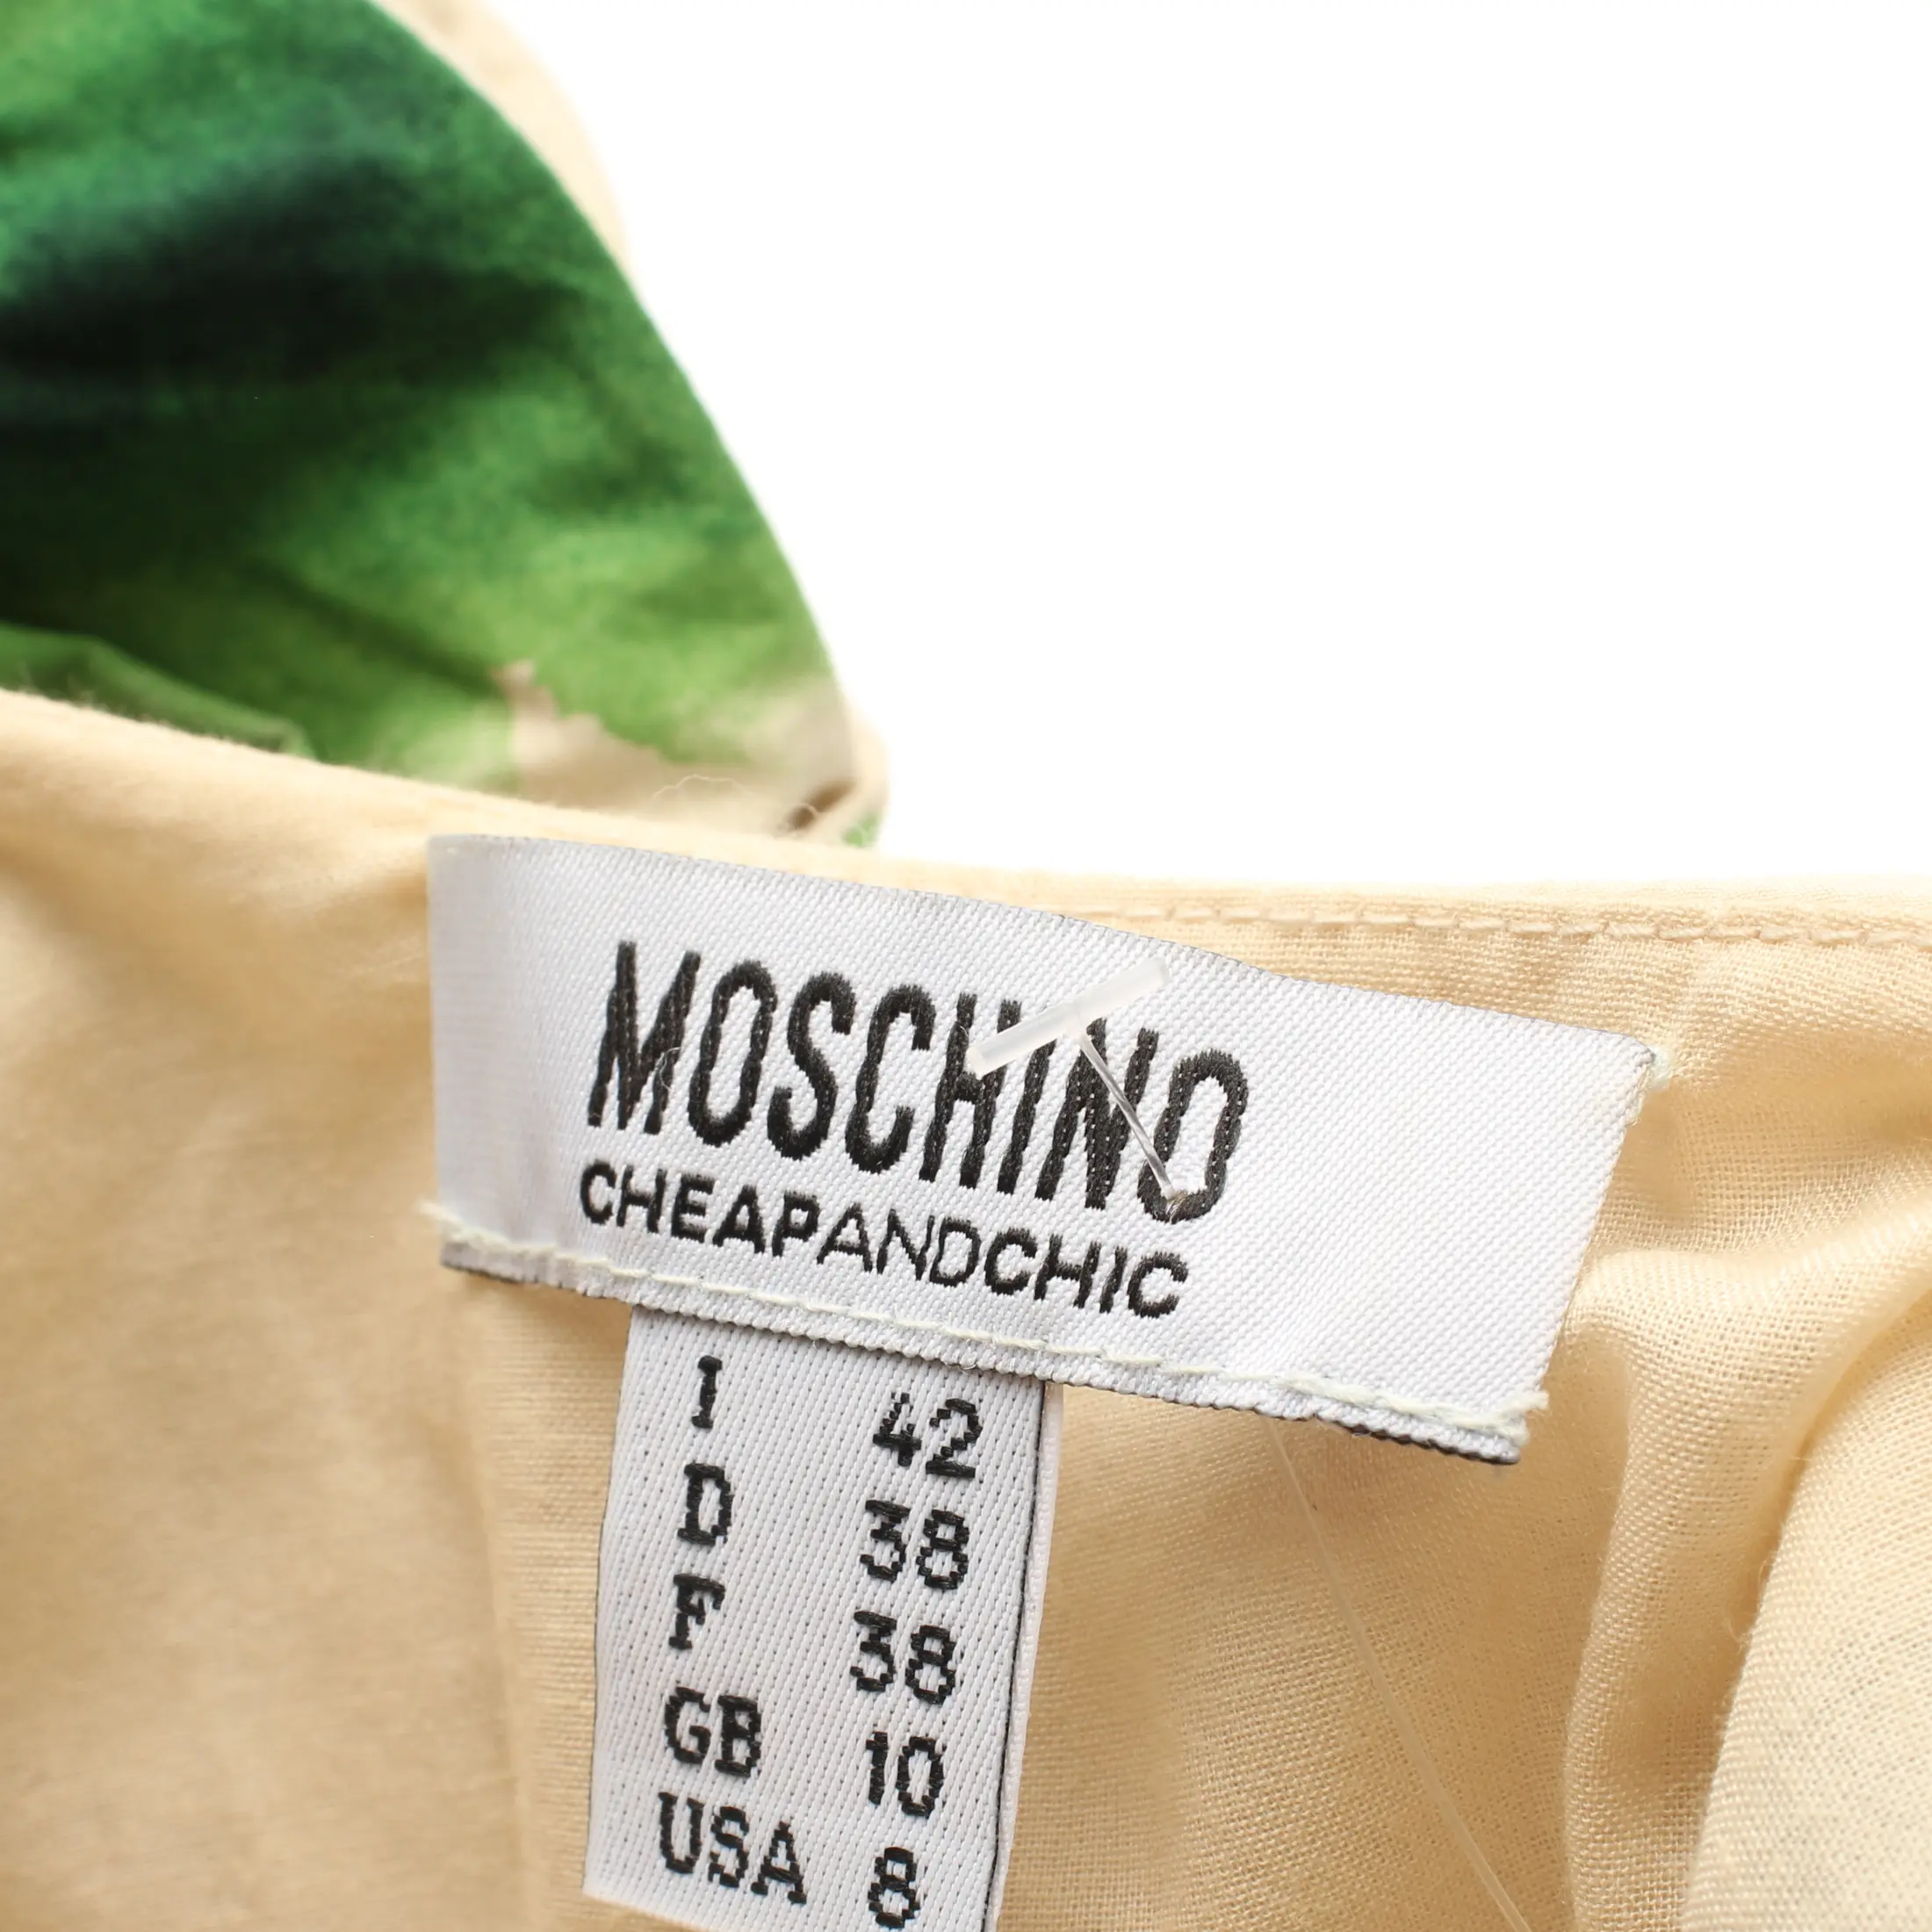 MOSCHINO
CHEAPANDCHIC
I 42
D 38
F 38
GB 10
USA 8